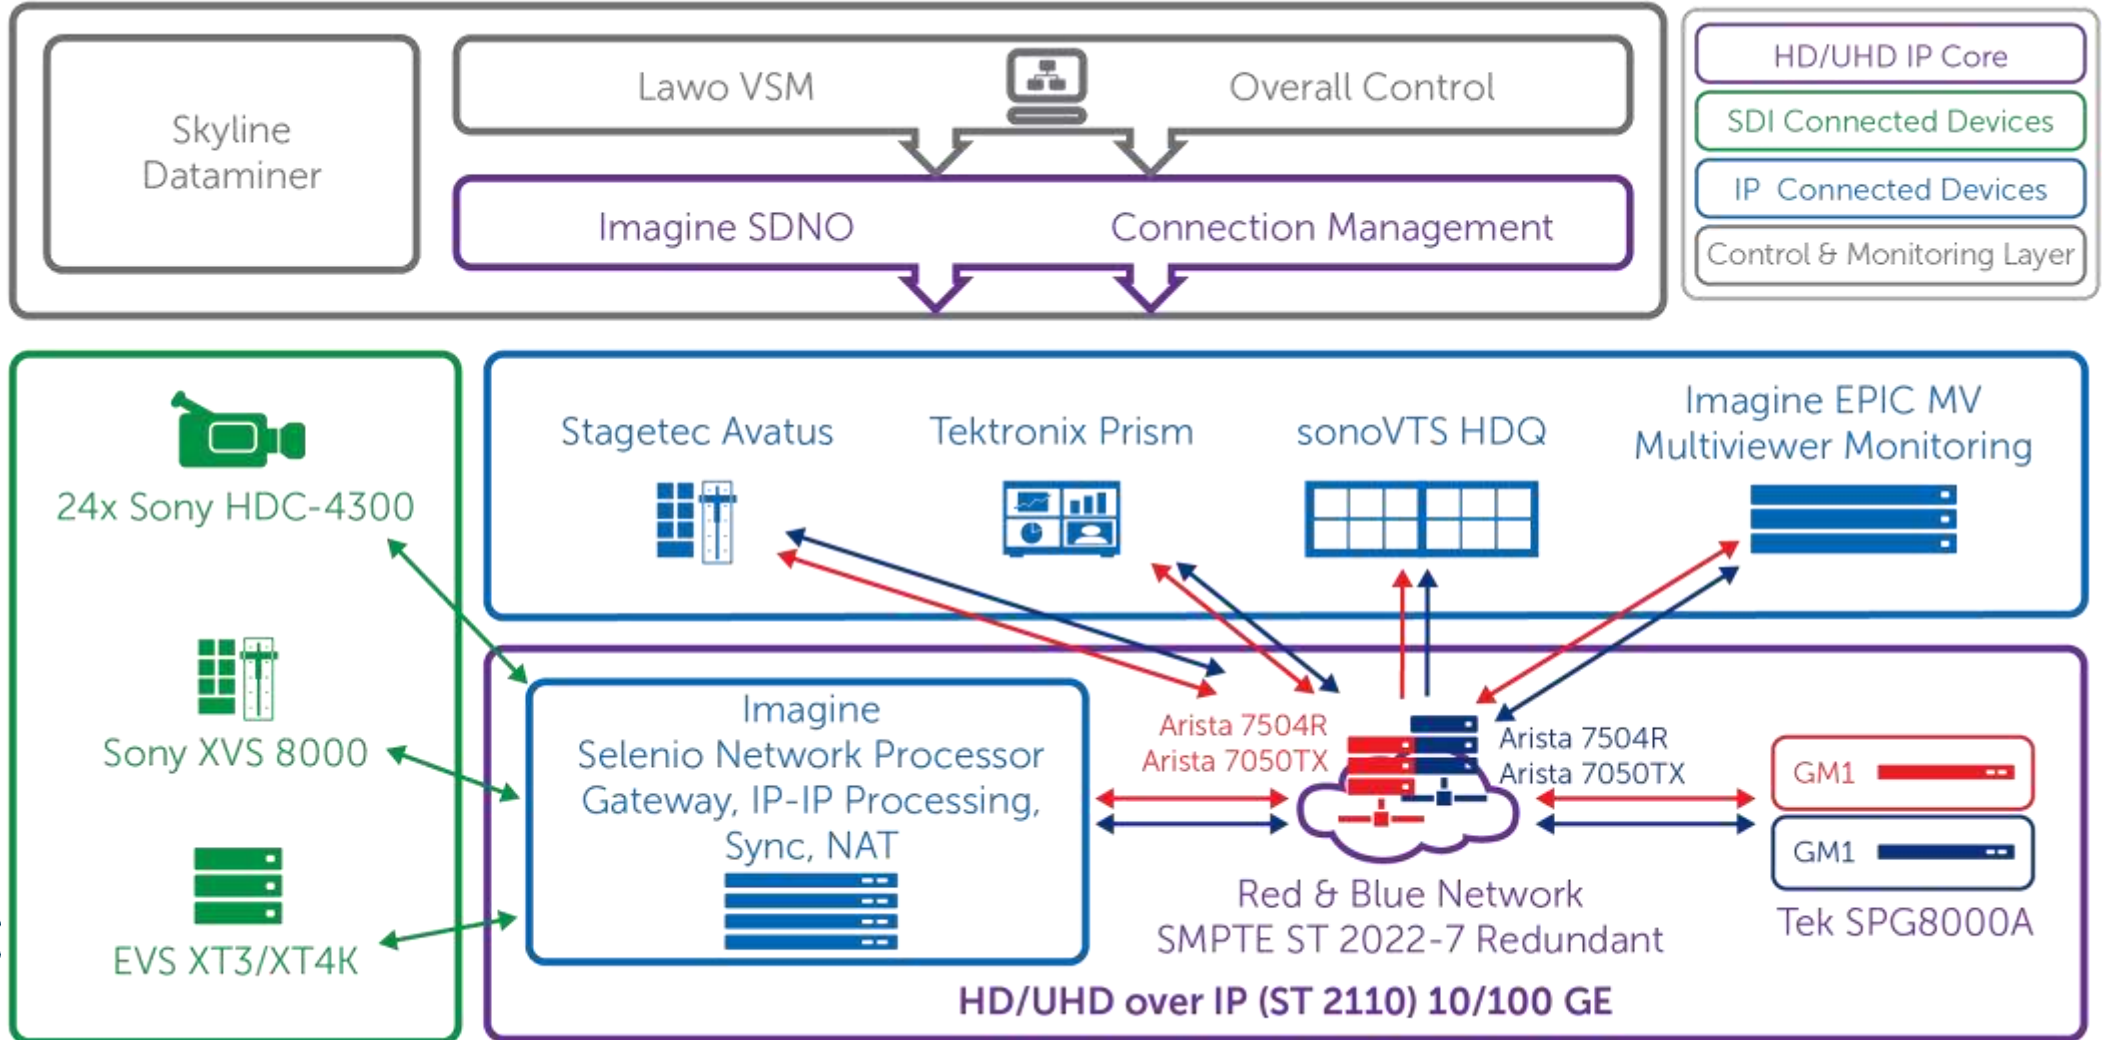 Skyline
Dataminer
Lawo VSM
Overall Control
Imagine SDNO
Connection Management
HD/UHD IP Core
SDI Connected Devices
IP Connected Devices
Control & Monitoring Layer
24x Sony HDC-4300
Sony XVS 8000
EVS XT3/XT4K
Stagetec Avatus
Tektronix Prism
sonoVTS HDQ
Imagine EPIC MV
Multiviewer Monitoring
Imagine
Selenio Network Processor
Gateway, IP-IP Processing,
Sync, NAT
Arista 7504R
Arista 7050TX
Arista 7504R
Arista 7050TX
GM1
GM1
Tek SPG8000A
Red & Blue Network
SMPTE ST 2022-7 Redundant
HD/UHD over IP (ST 2110) 10/100 GE